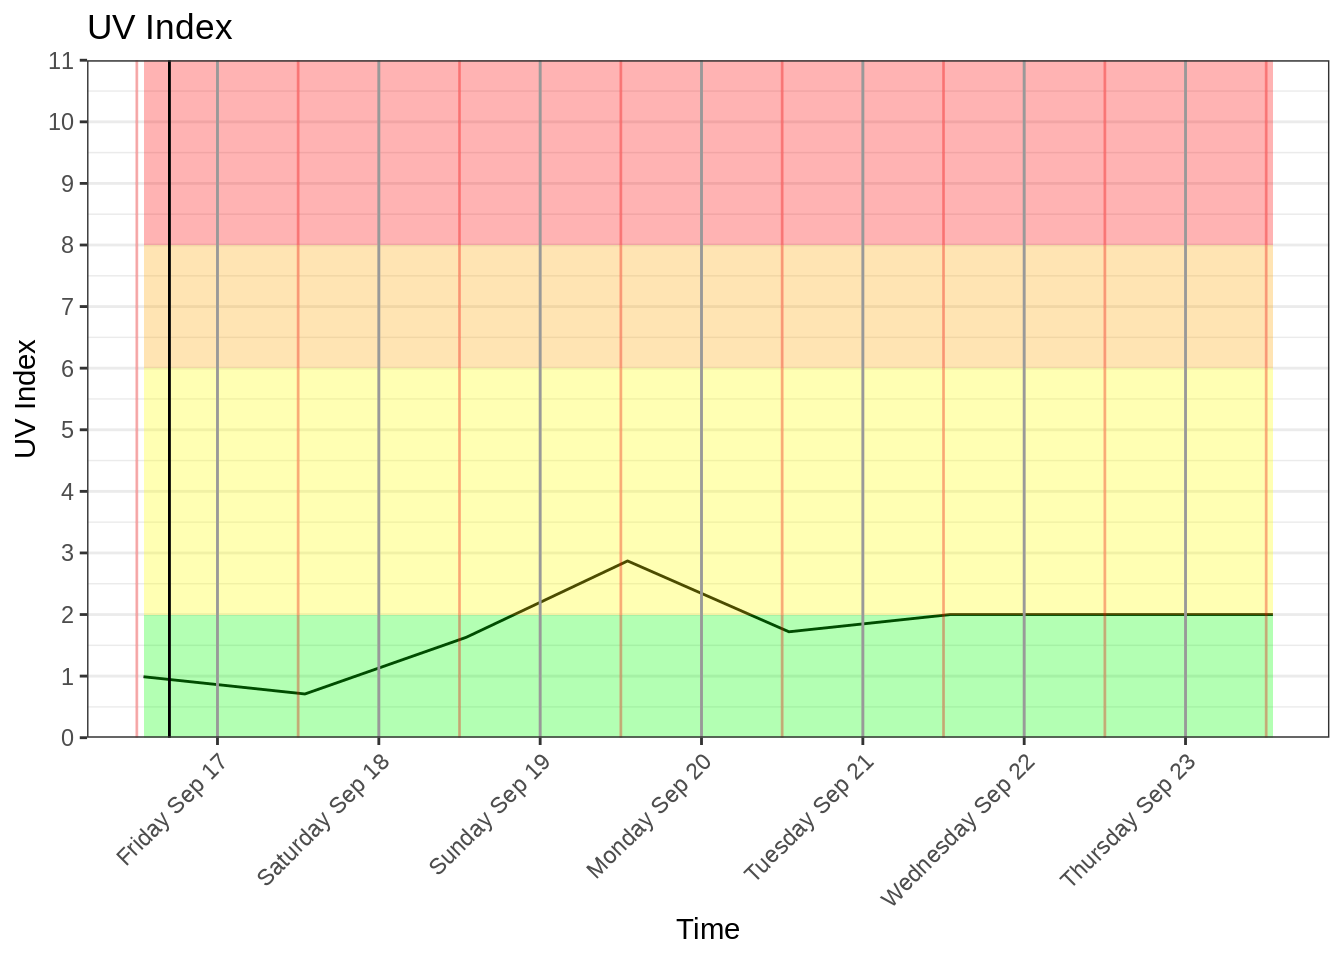 UV Index
11
10
9
8
7
6
5
4
3
2
1
0
UV Index
Friday Sep 17
Saturday Sep 18
Sunday Sep 19
Monday Sep 20
Tuesday Sep 21
Wednesday Sep 22
Thursday Sep 23
Time